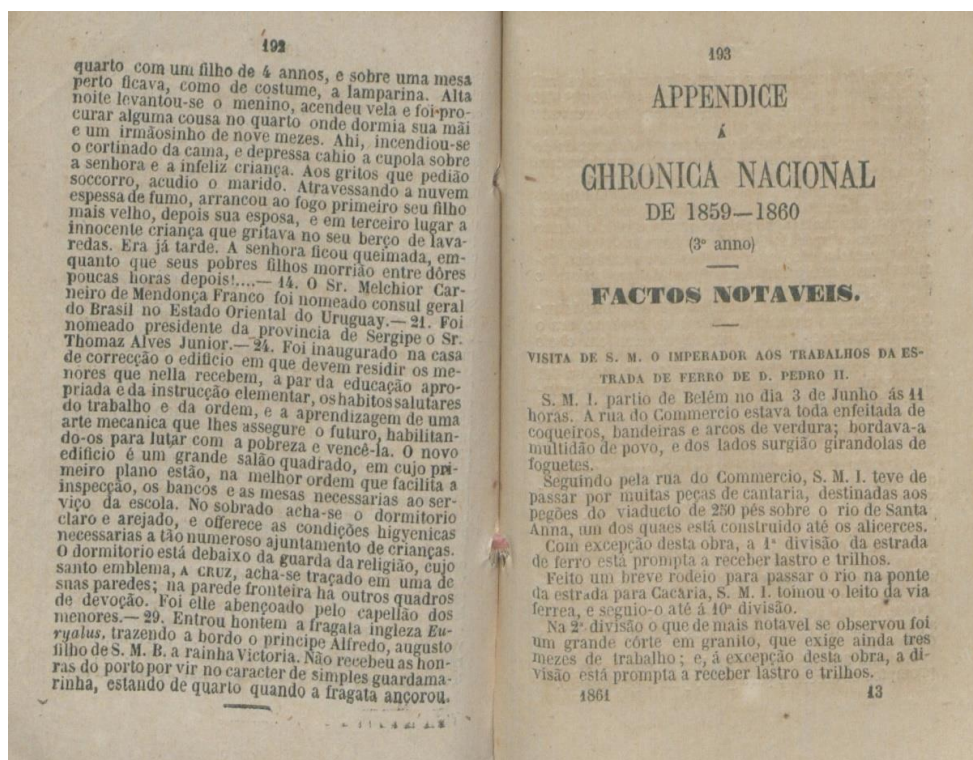 192
quarto com um filho de 4 annos, e sobre uma mesa
perto ficava, como de costume, a lamparina. Alta
noite levantou-se o menino, acendeu vela e foi pro-
curar alguma cousa no quarto onde dormia sua mãi
e um irmãosinho de nove mezes. Ahi, incendiou-se
o cortinado da cama, e depressa cahio a cupola sobre
a senhora e a infeliz criança. Aos gritos que pedião
soccorro, acudio o marido. Atravessando a nuvem
espessa de fumo, arrancou ao fogo primeiro seu filho
mais velho, depois sua esposa, e em terceiro lugar a
innocente criança que gritava no seu berço de lava-
redas. Era já tarde. A senhora ficou queimada, em-
quanto que seus pobres filhos morrião entre dôres
poucas horas depois!....— 14. O Sr. Melchior Car-
neiro de Mendonça Franco foi nomeado consul geral
do Brasil no Estado Oriental do Uruguay.— 21. Foi
nomeado presidente da provincia de Sergipe o Sr.
Thomaz Alves Junior.— 24. Foi inaugurado na casa
de correcção o edificio em que devem residir os me-
nores que nella recebem, a par da educação apro-
priada e da instrucção elementar, os habitos salutares
do trabalho e da ordem, e a aprendizagem de uma
arte mecanica que lhes assegure o futuro, habilitan-
do-os para lutar com a pobreza e vencê-la. O novo
edificio é um grande salão quadrado, em cujo pri-
meiro plano estão, na melhor ordem que facilita a
inspecção, os bancos e as mesas necessarias ao ser-
viço da escola. No sobrado acha-se o dormitorio
claro e arejado, e offerece as condições higyenicas
necessarias a tão numeroso ajuntamento de crianças.
O dormitorio está debaixo da guarda da religião, cujo
santo emblema, A CRUZ, acha-se traçado em uma de
suas paredes; na parede fronteira ha outros quadros
de devoção. Foi elle abençoado pelo capellão dos
menores.— 29. Entrou hontem a fragata ingleza Eu-
ryalus, trazendo a bordo o principe Alfredo, augusto
filho de S. M. B. a rainha Victoria. Não recebeu as hon-
ras do porto por vir no caracter de simples guardama-
rinha, estando de quarto quando a fragata ançorou.
193
APPENDICE
Á
CHRONICA NACIONAL
DE 1859—1860
(3º anno)
FACTOS NOTAVEIS.
VISITA DE S. M. O IMPERADOR AOS TRABALHOS DA ES-
TRADA DE FERRO DE D. PEDRO II.
S. M. I. partio de Belém no dia 3 de Junho ás 11
horas. A rua do Commercio estava toda enfeitada de
coqueiros, bandeiras e arcos de verdura; bordava-a
multidão de povo, e dos lados surgião girandolas de
foguetes.
Seguindo pela rua do Commercio, S. M. I. teve de
passar por muitas peças de cantaria, destinadas aos
pegões do viaducto de 250 pés sobre o rio de Santa
Anna, um dos quaes está construido até os alicerces.
Com excepção desta obra, a 1ª divisão da estrada
de ferro está prompta a receber lastro e trilhos.
Feito um breve rodeio para passar o rio na ponte
da estrada para Cacária, S. M. I. tomou o leito da via
ferrea, e seguio-o até á 10ª divisão.
Na 2ª divisão o que de mais notavel se observou foi
um grande córte em granito, que exige ainda tres
mezes de trabalho; e, á excepção desta obra, a di-
visão está prompta a receber lastro e trilhos.
1861 13